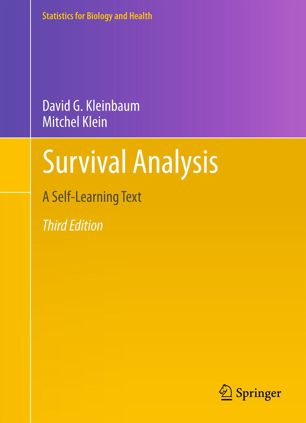 Statistics for Biology and Health
David G. Kleinbaum
Mitchel Klein
Survival Analysis
A Self-Learning Text
Third Edition
Springer